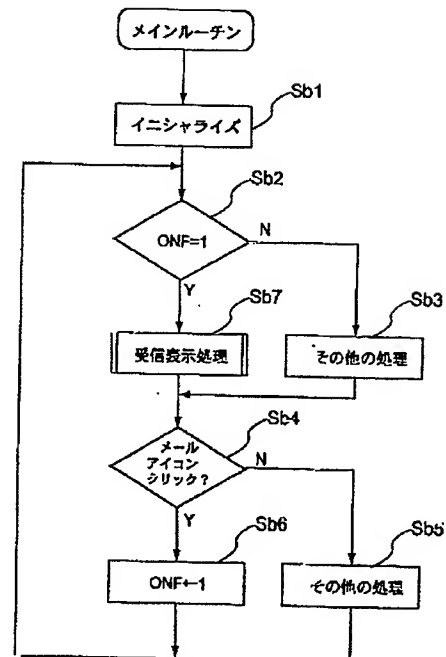 メインルーチン
Sb1
イニシャライズ
Sb2
ONF=1
N
Y
Sb7
Sb3
受信表示処理
その他の処理
Sb4
メール
アイコン
シリック?
N
Y
Sb6
Sb5
ONF←1
その他の処理